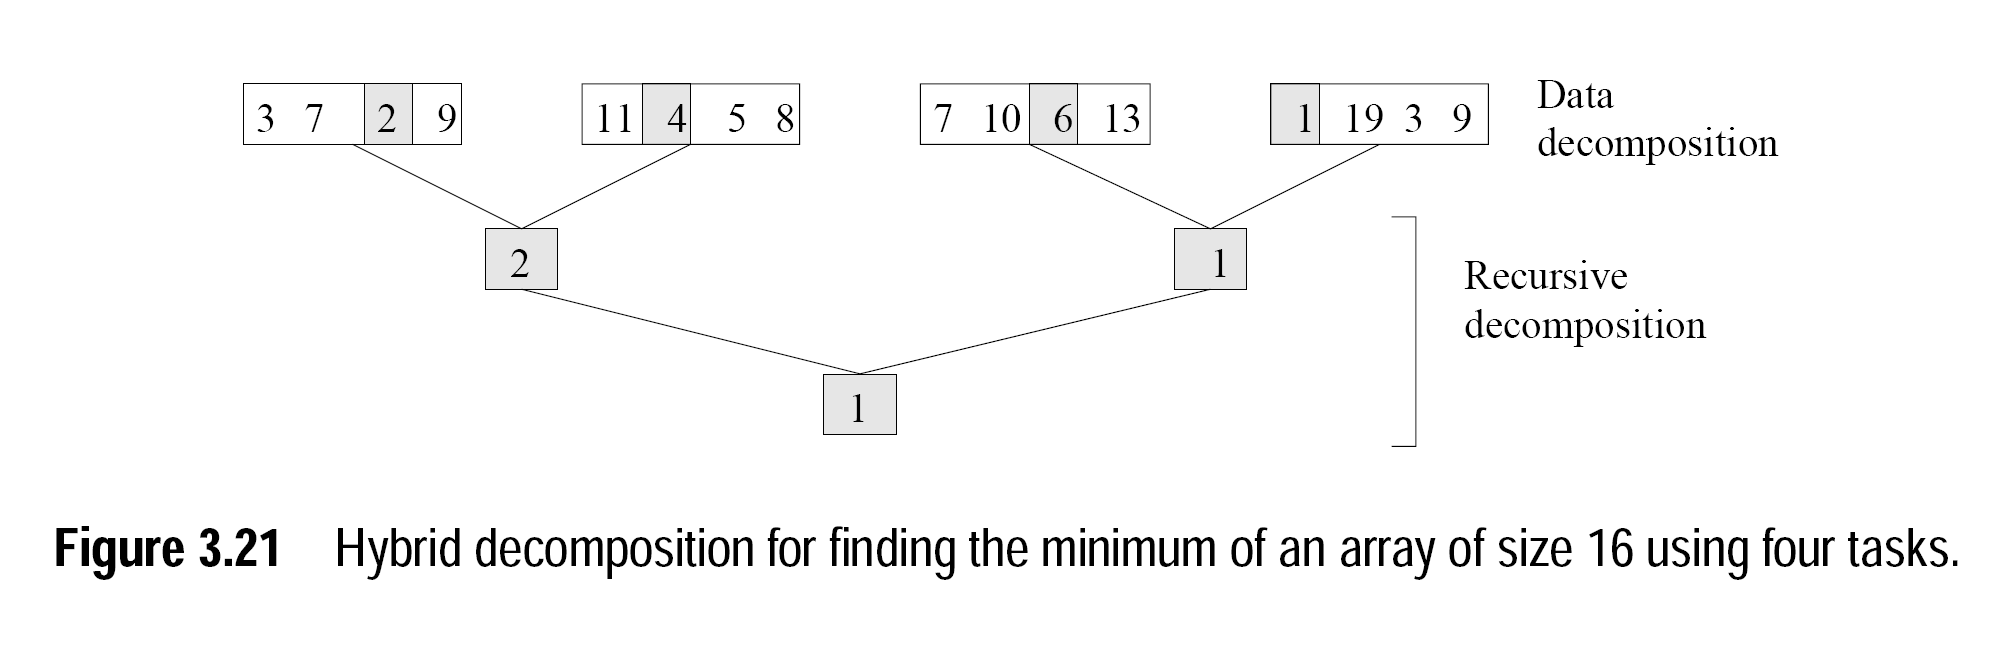 3 7 2 9 11 4 5 8 7 10 6 13 1 19 3 9
Data
decomposition
2 1
Recursive
decomposition
1
Figure 3.21 Hybrid decomposition for finding the minimum of an array of size 16 using four tasks.